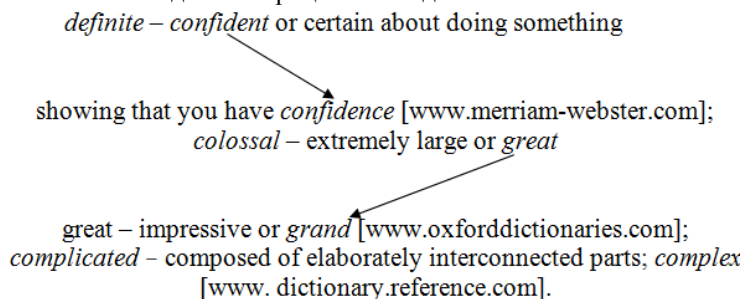 definite – confident or certain about doing something
showing that you have confidence [www.merriam-webster.com];
colossal – extremely large or great
great – impressive or grand [www.oxforddictionaries.com];
complicated – composed of elaborately interconnected parts; complex
[www. dictionary.reference.com].